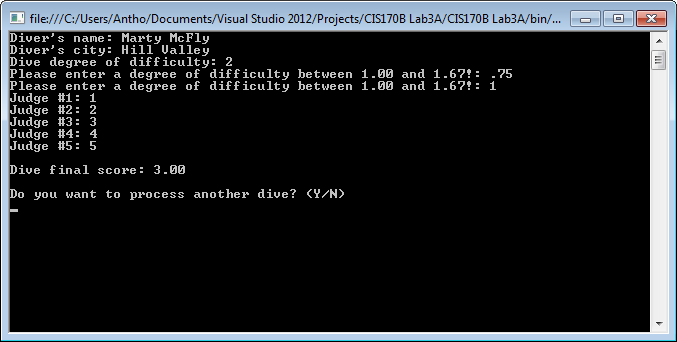 file:///C:/Users/Antho/Documents/Visual Studio 2012/Projects/CIS170B Lab3A/CIS170B Lab3A/bin/...
Diver's name: Marty McFly
Diver's city: Hill Valley
Dive degree of difficulty: 2
Please enter a degree of difficulty between 1.00 and 1.67!: .75
Please enter a degree of difficulty between 1.00 and 1.67!: 1
Judge #1: 1
Judge #2: 2
Judge #3: 3
Judge #4: 4
Judge #5: 5
Dive final score: 3.00
Do you want to process another dive? (Y/N)